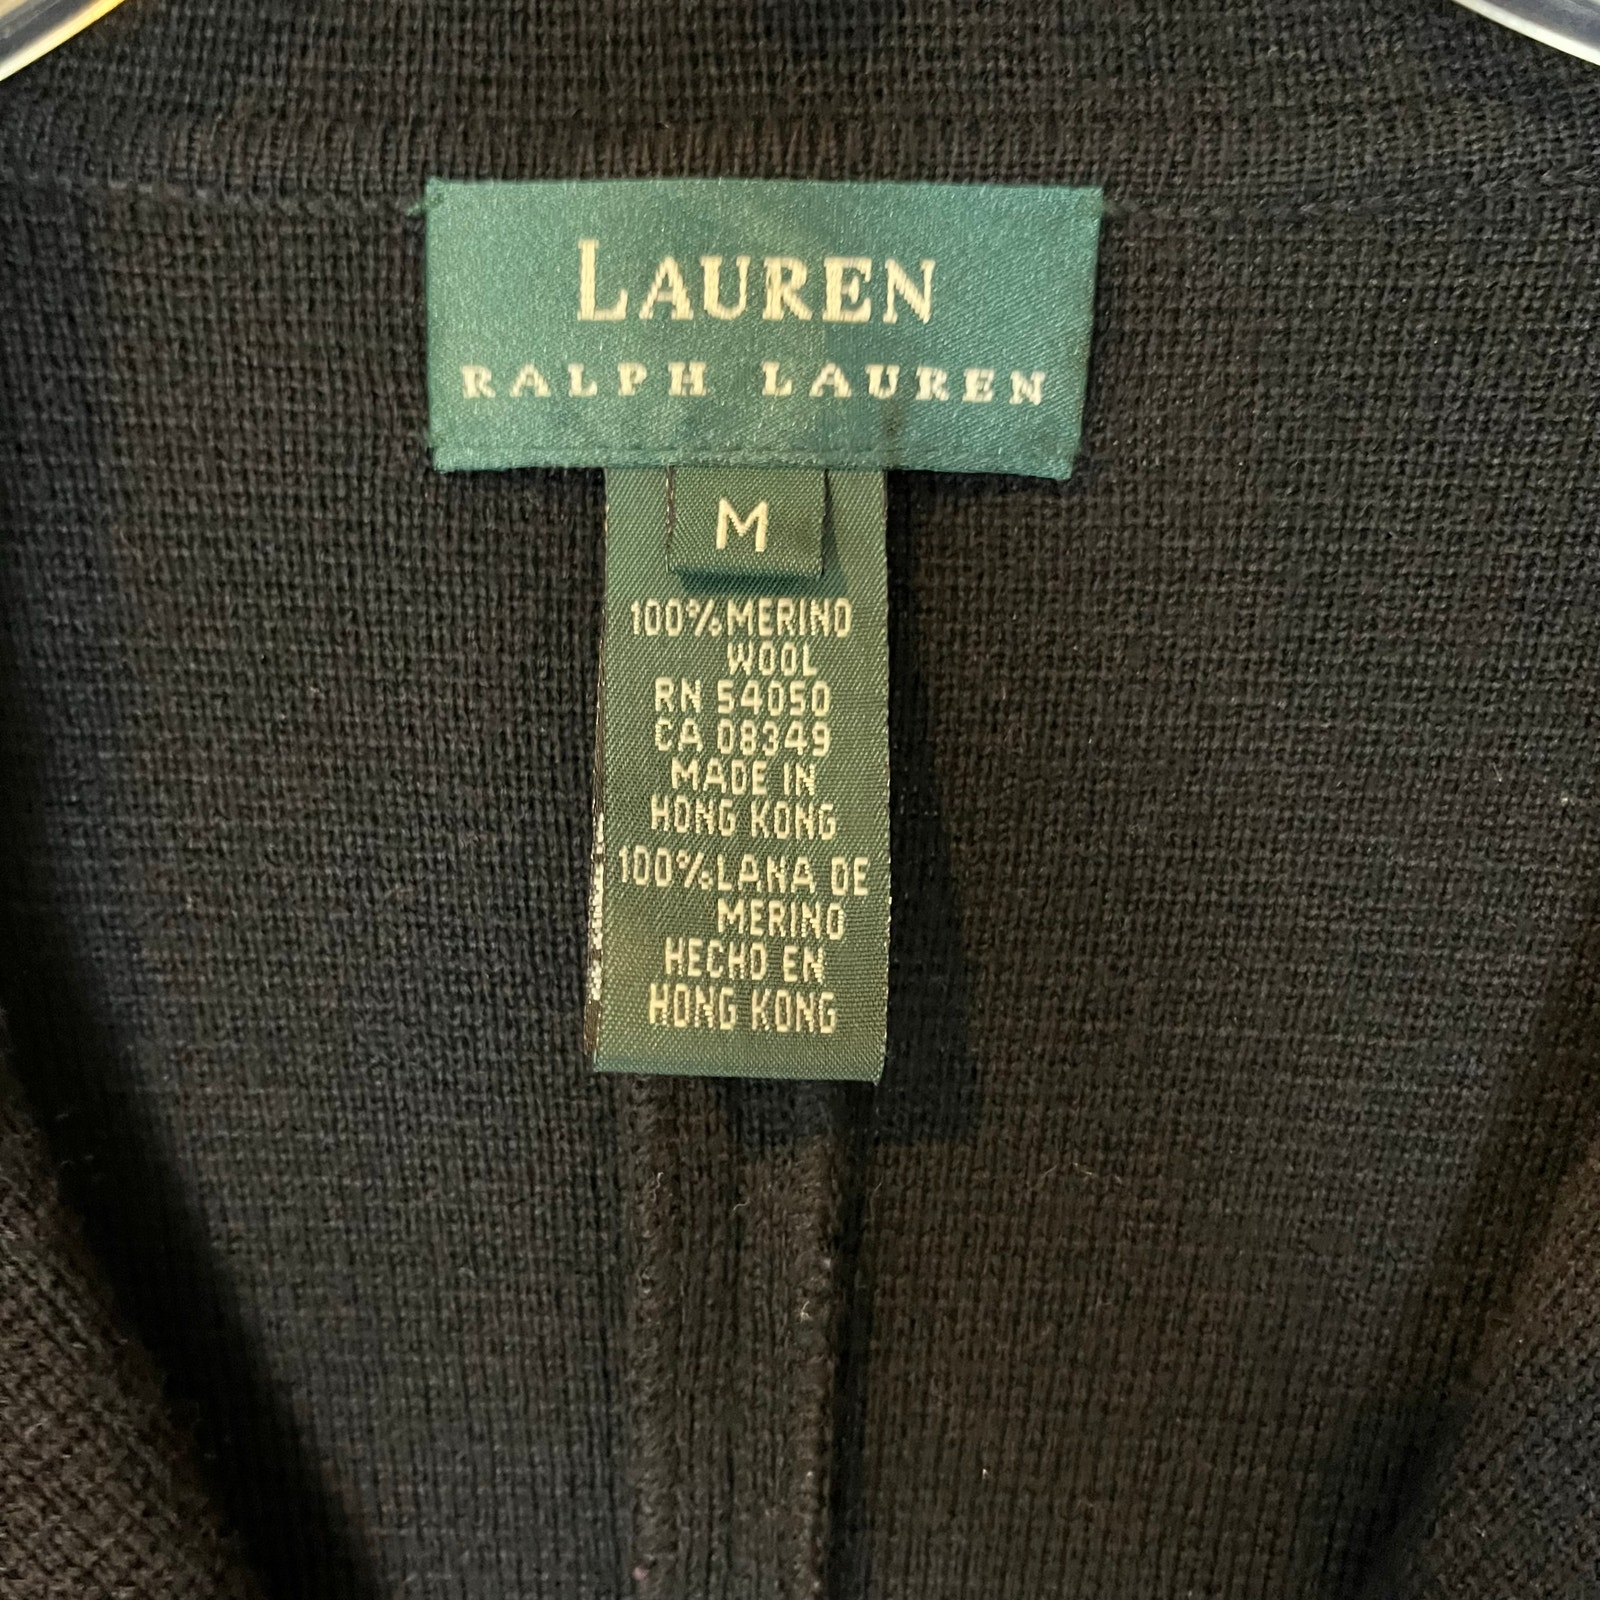 LAUREN
RALPH LAUREN
M
100%MERINO
WOOL
RN 54050
CA 08349
MADE IN
HONG KONG
100%LANA DE
MERINO
HECHO EN
HONG KONG